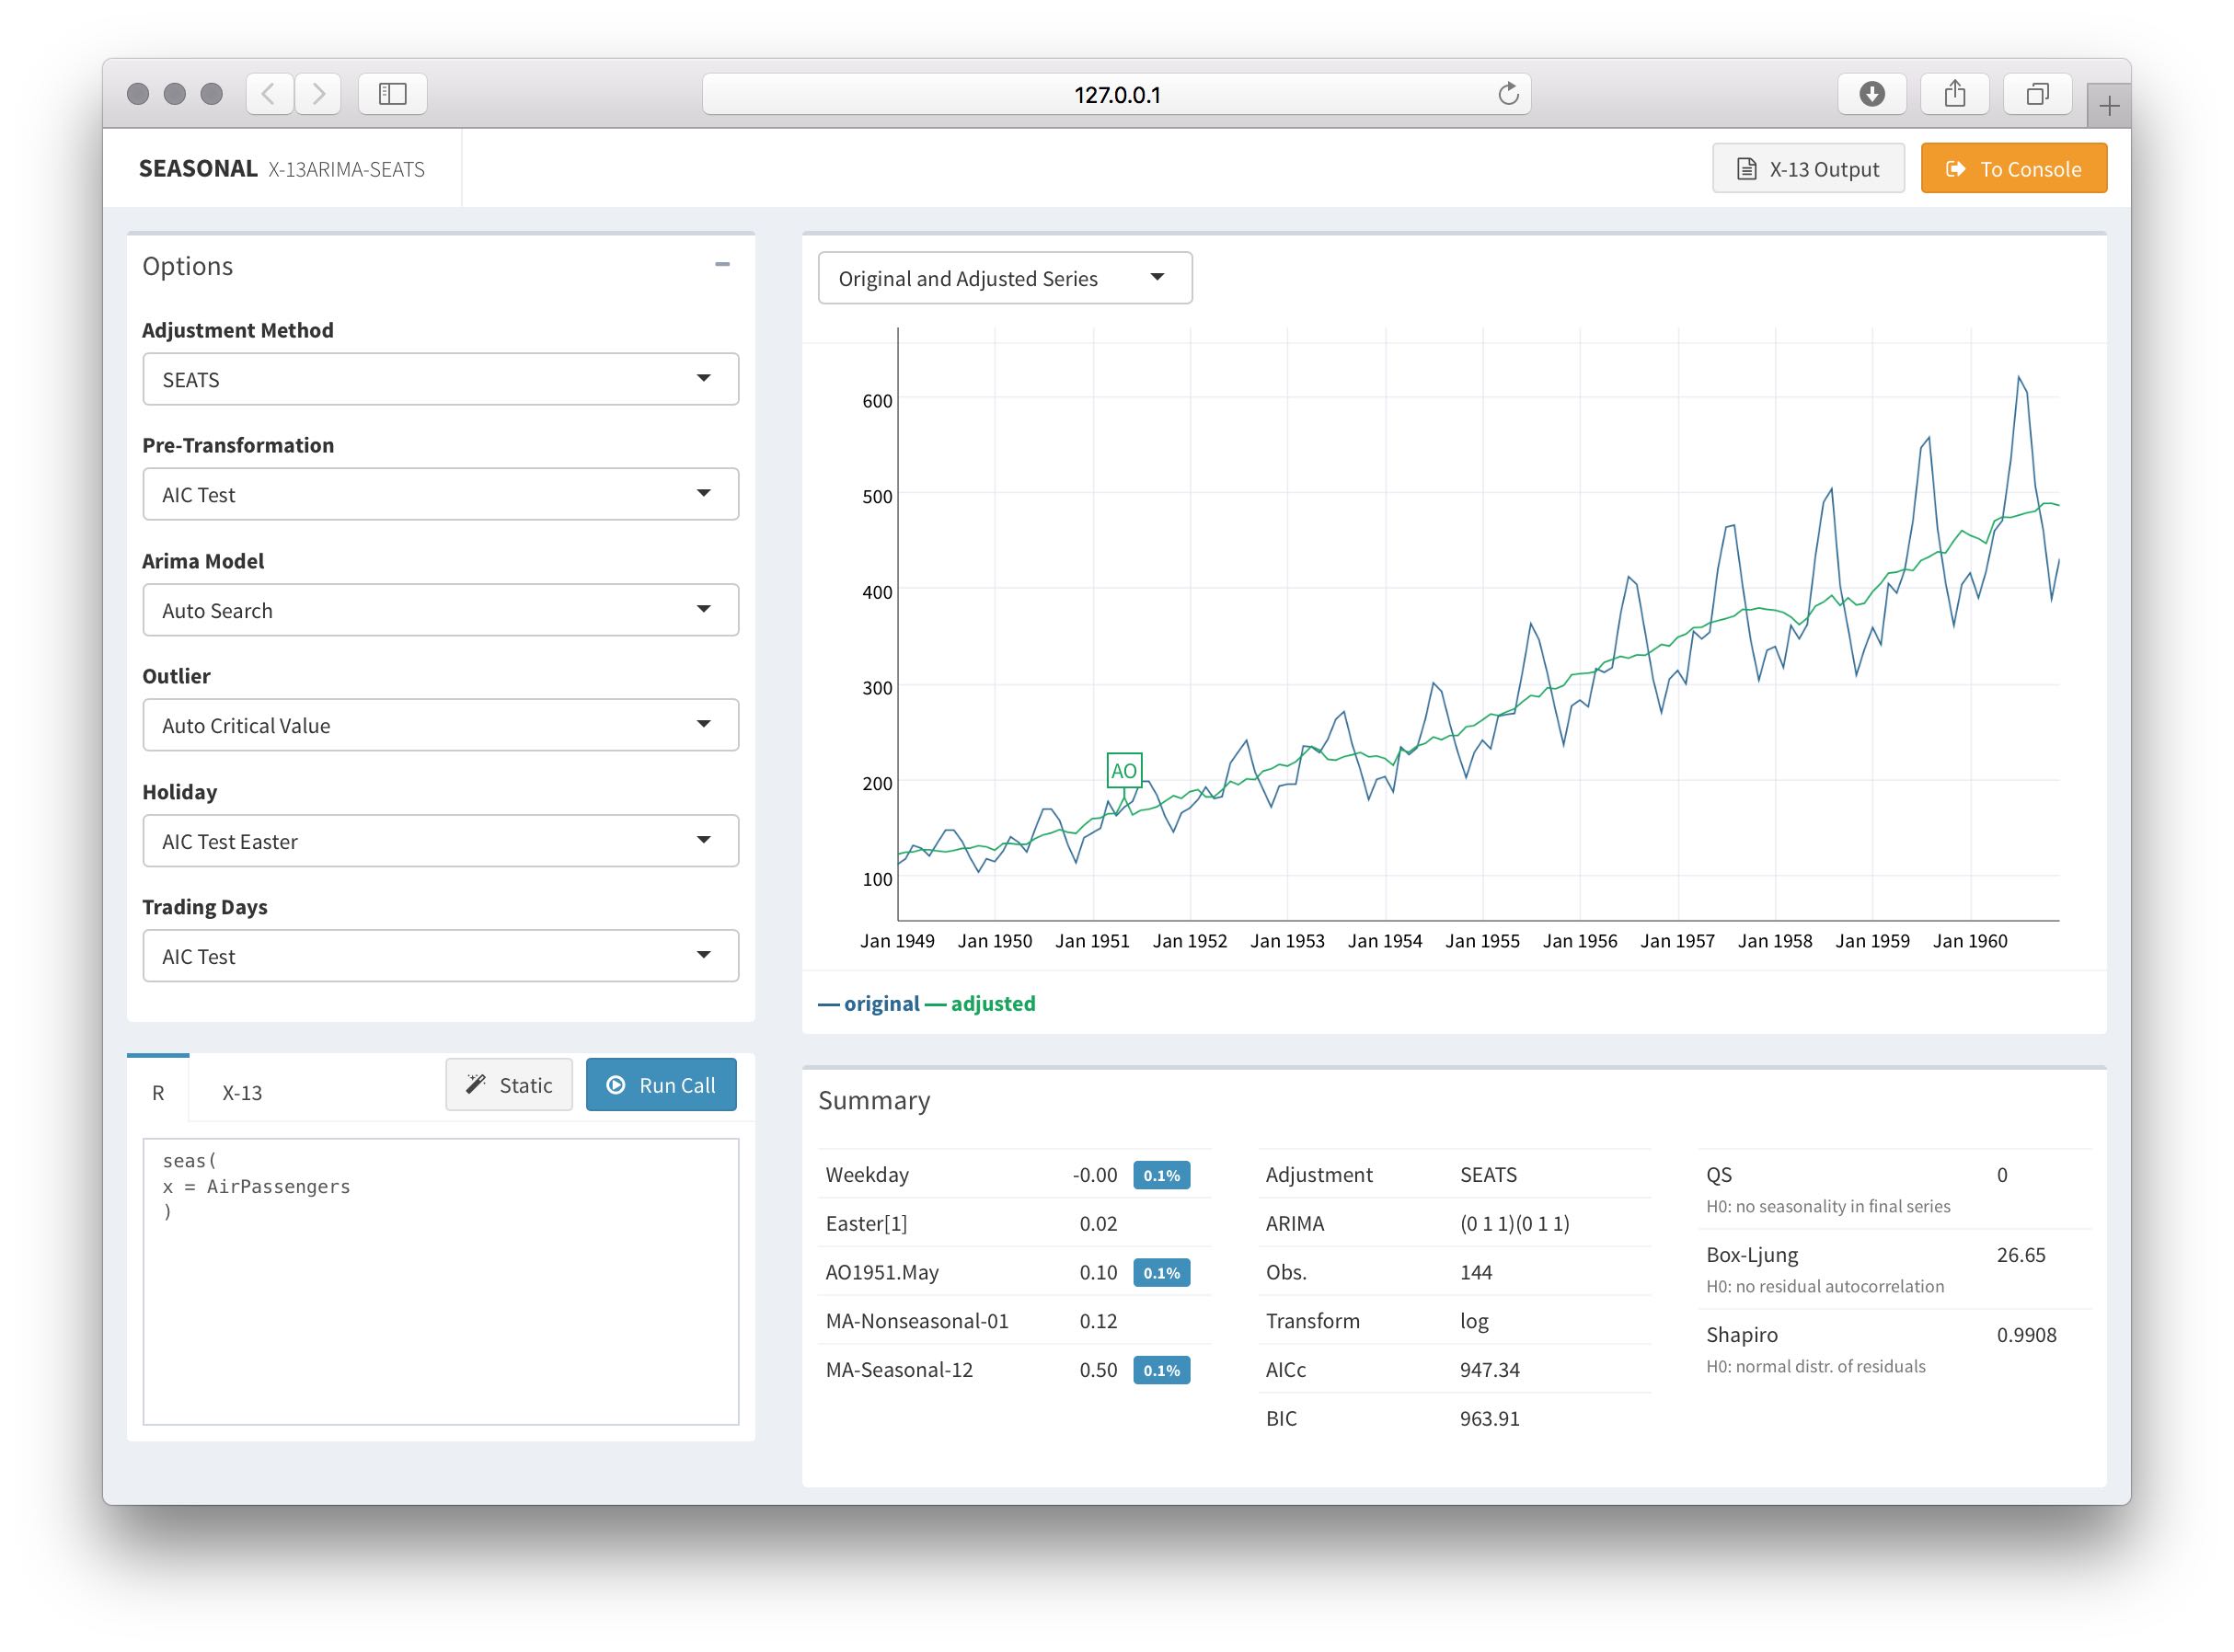 127.0.0.1
SEASONAL X-13ARIMA-SEATS
X-13 Output
To Console
Options
Adjustment Method
SEATS
Pre-Transformation
AIC Test
Arima Model
Auto Search
Outlier
Auto Critical Value
Holiday
AIC Test Easter
Trading Days
AIC Test
R X-13 Static Run Call
seas(
x = AirPassengers
)
Original and Adjusted Series
600
500
400
300
200
100
AO
Jan 1949 Jan 1950 Jan 1951 Jan 1952 Jan 1953 Jan 1954 Jan 1955 Jan 1956 Jan 1957 Jan 1958 Jan 1959 Jan 1960
original adjusted
Summary
Weekday -0.00 0.1%
Easter[1] 0.02
AO1951.May 0.10 0.1%
MA-Nonseasonal-01 0.12
MA-Seasonal-12 0.50 0.1%
Adjustment SEATS
ARIMA (0 1 1)(0 1 1)
Obs. 144
Transform log
AICc 947.34
BIC 963.91
QS 0
H0: no seasonality in final series
Box-Ljung 26.65
H0: no residual autocorrelation
Shapiro 0.9908
H0: normal distr. of residuals